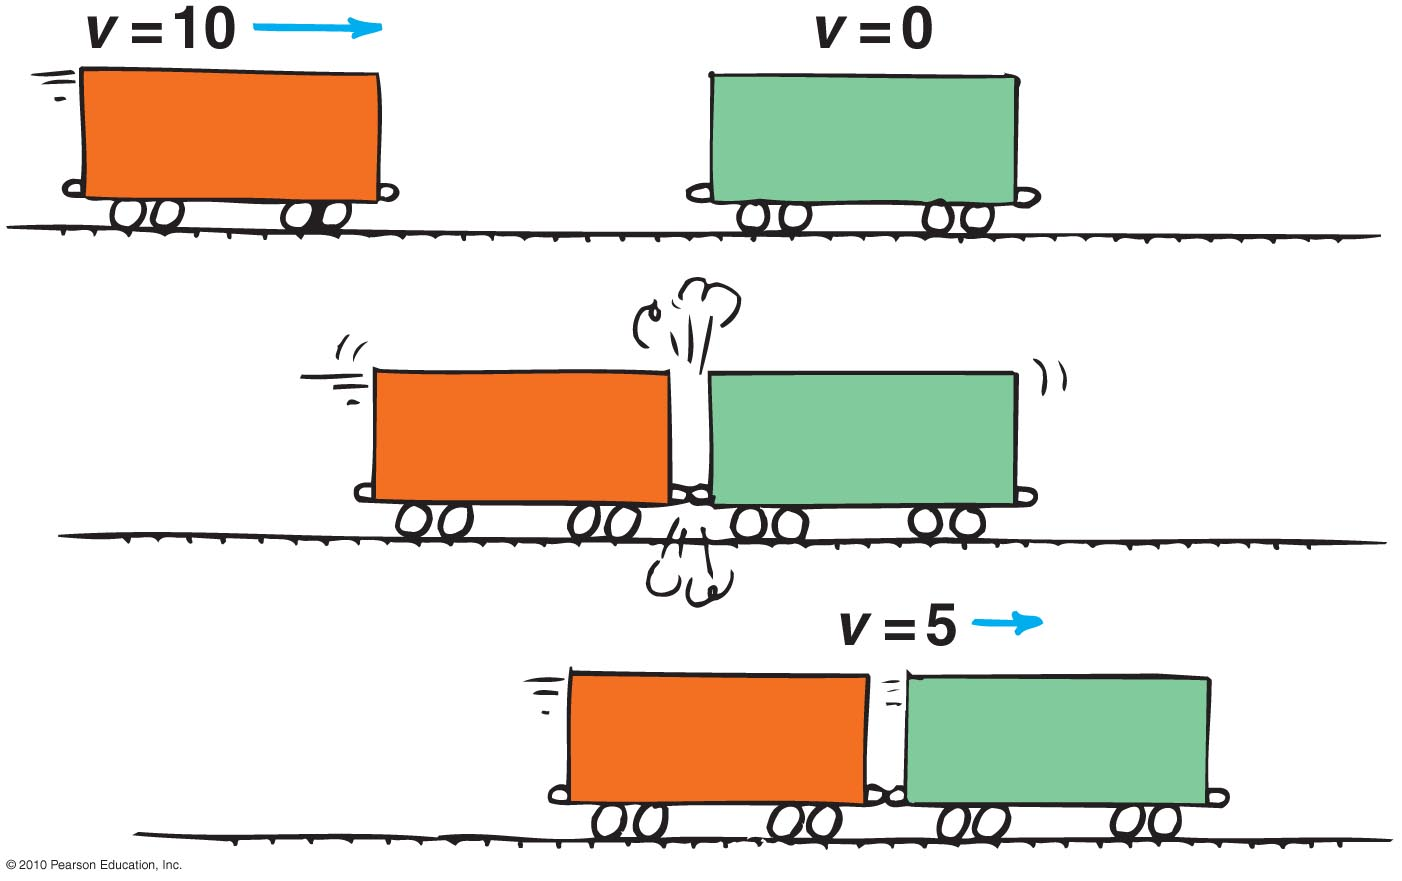 v = 10
v = 0
v = 5
© 2010 Pearson Education, Inc.